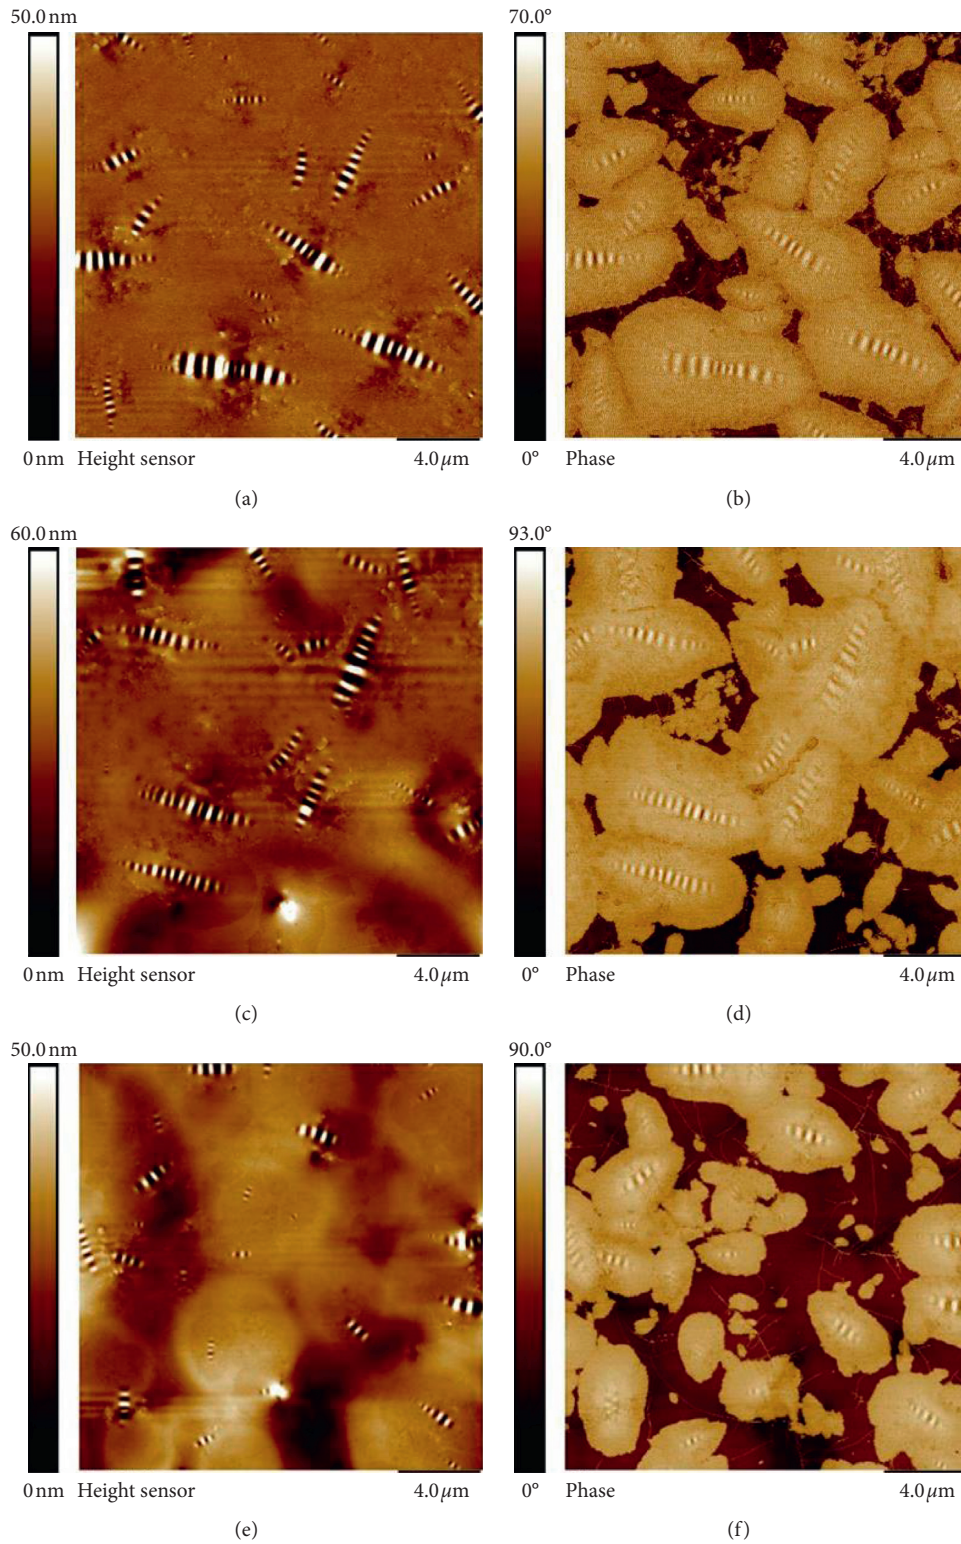 50.0 nm
70.0°
0 nm Height sensor 4.0 μm
0° Phase 4.0 μm
(a)
(b)
60.0 nm
93.0°
0 nm Height sensor 4.0 μm
0° Phase 4.0 μm
(c)
(d)
50.0 nm
90.0°
0 nm Height sensor 4.0 μm
0° Phase 4.0 μm
(e)
(f)